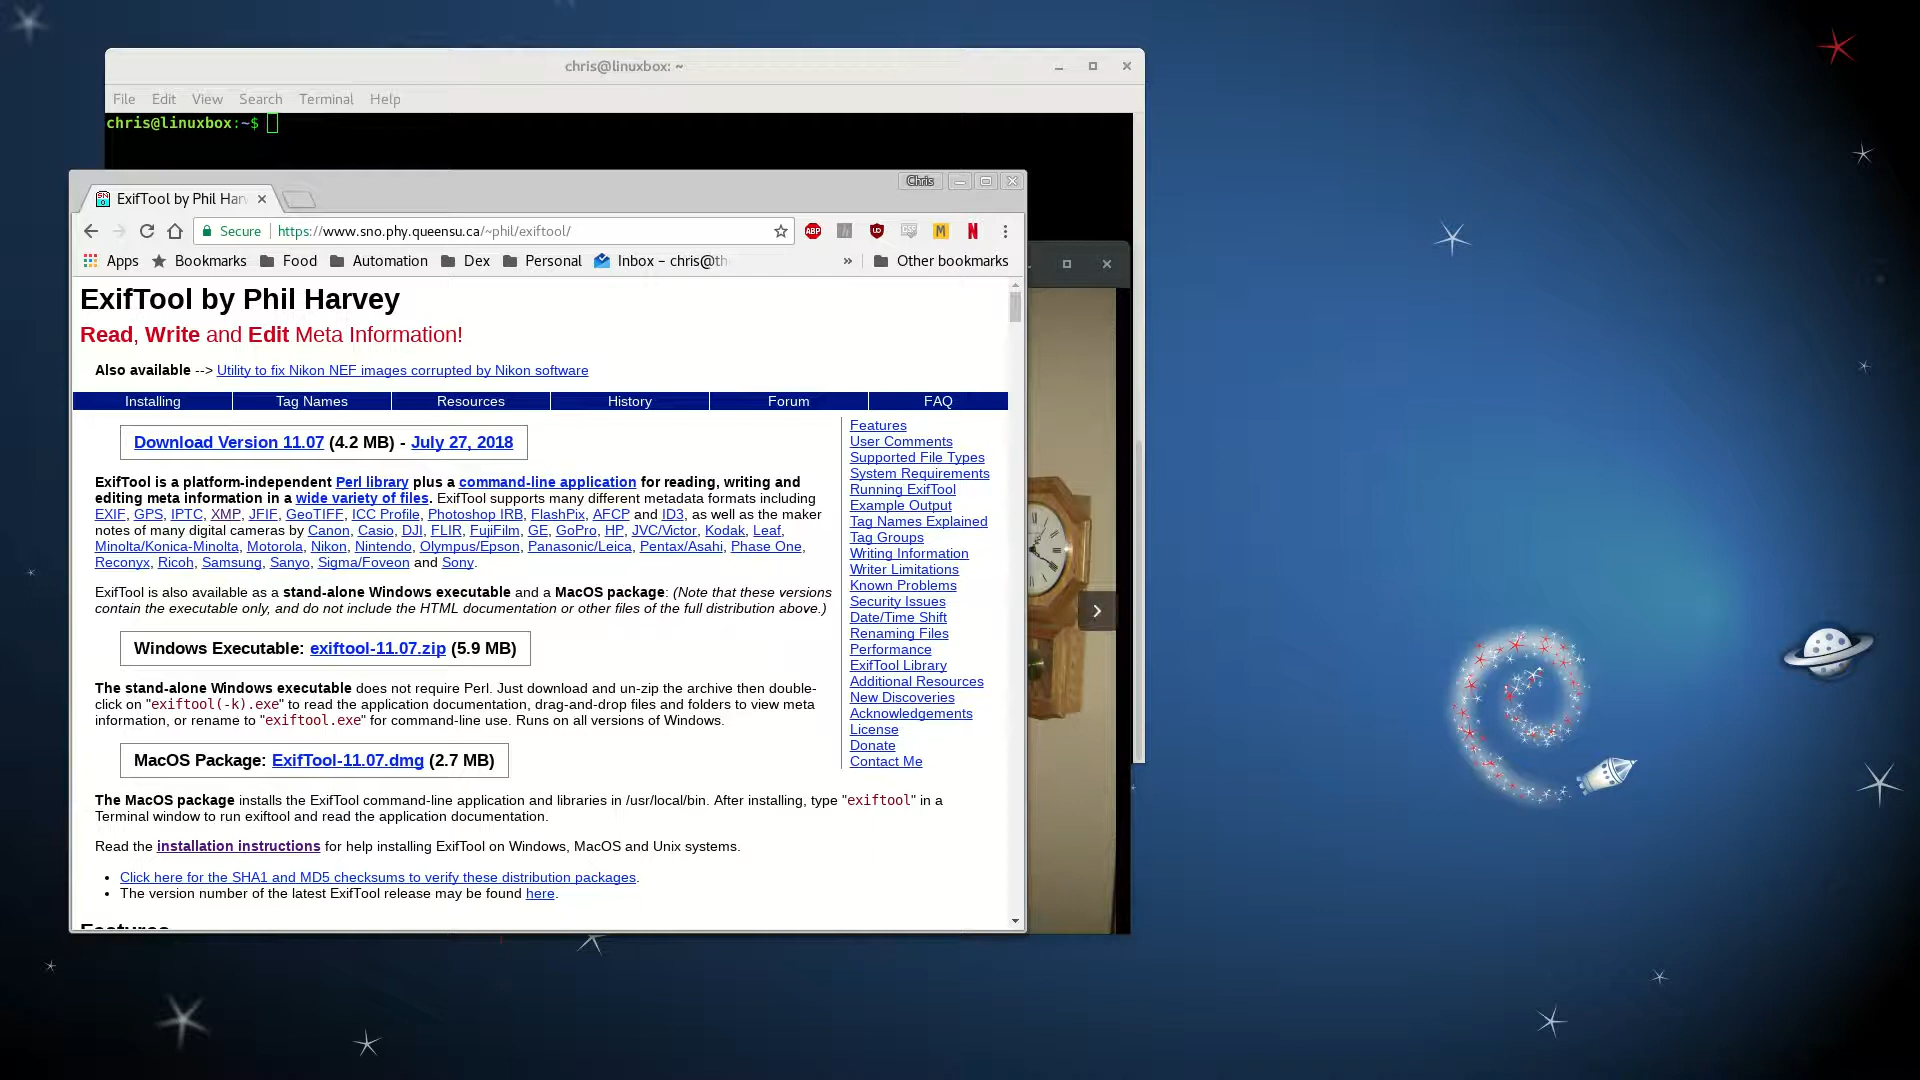 chris@linuxbox: ~
File Edit View Search Terminal Help
chris@linuxbox:~$
Chris
ExifTool by Phil Har
Secure https://www.sno.phy.queensu.ca/~phil/exiftool/
Apps Bookmarks Food Automation Dex Personal Inbox – chris@th » Other bookmarks
ExifTool by Phil Harvey
Read, Write and Edit Meta Information!
Also available --> Utility to fix Nikon NEF images corrupted by Nikon software
Installing Tag Names Resources History Forum FAQ
Download Version 11.07 (4.2 MB) - July 27, 2018
ExifTool is a platform-independent Perl library plus a command-line application for reading, writing and
editing meta information in a wide variety of files. ExifTool supports many different metadata formats including
EXIF, GPS, IPTC, XMP, JFIF, GeoTIFF, ICC Profile, Photoshop IRB, FlashPix, AFCP and ID3, as well as the maker
notes of many digital cameras by Canon, Casio, DJI, FLIR, FujiFilm, GE, GoPro, HP, JVC/Victor, Kodak, Leaf,
Minolta/Konica-Minolta, Motorola, Nikon, Nintendo, Olympus/Epson, Panasonic/Leica, Pentax/Asahi, Phase One,
Reconyx, Ricoh, Samsung, Sanyo, Sigma/Foveon and Sony.
ExifTool is also available as a stand-alone Windows executable and a MacOS package: (Note that these versions
contain the executable only, and do not include the HTML documentation or other files of the full distribution above.)
Windows Executable: exiftool-11.07.zip (5.9 MB)
The stand-alone Windows executable does not require Perl. Just download and un-zip the archive then double-
click on "exiftool(-k).exe" to read the application documentation, drag-and-drop files and folders to view meta
information, or rename to "exiftool.exe" for command-line use. Runs on all versions of Windows.
MacOS Package: ExifTool-11.07.dmg (2.7 MB)
The MacOS package installs the ExifTool command-line application and libraries in /usr/local/bin. After installing, type "exiftool" in a
Terminal window to run exiftool and read the application documentation.
Read the installation instructions for help installing ExifTool on Windows, MacOS and Unix systems.
• Click here for the SHA1 and MD5 checksums to verify these distribution packages.
• The version number of the latest ExifTool release may be found here.
Features
Features
User Comments
Supported File Types
System Requirements
Running ExifTool
Example Output
Tag Names Explained
Tag Groups
Writing Information
Writer Limitations
Known Problems
Security Issues
Date/Time Shift
Renaming Files
Performance
ExifTool Library
Additional Resources
New Discoveries
Acknowledgements
License
Donate
Contact Me